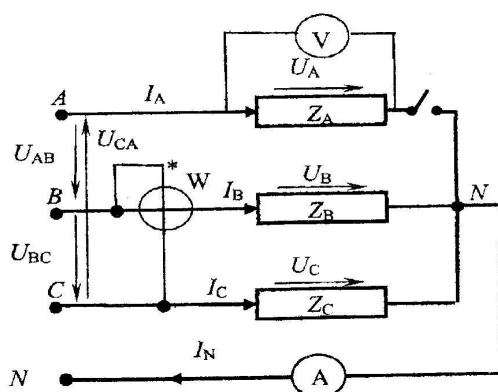 V
U_A
A I_A
Z_A
U_AB U_CA
* W
B I_B U_B N
Z_B
U_BC
U_C
C I_C
Z_C
I_N
N A